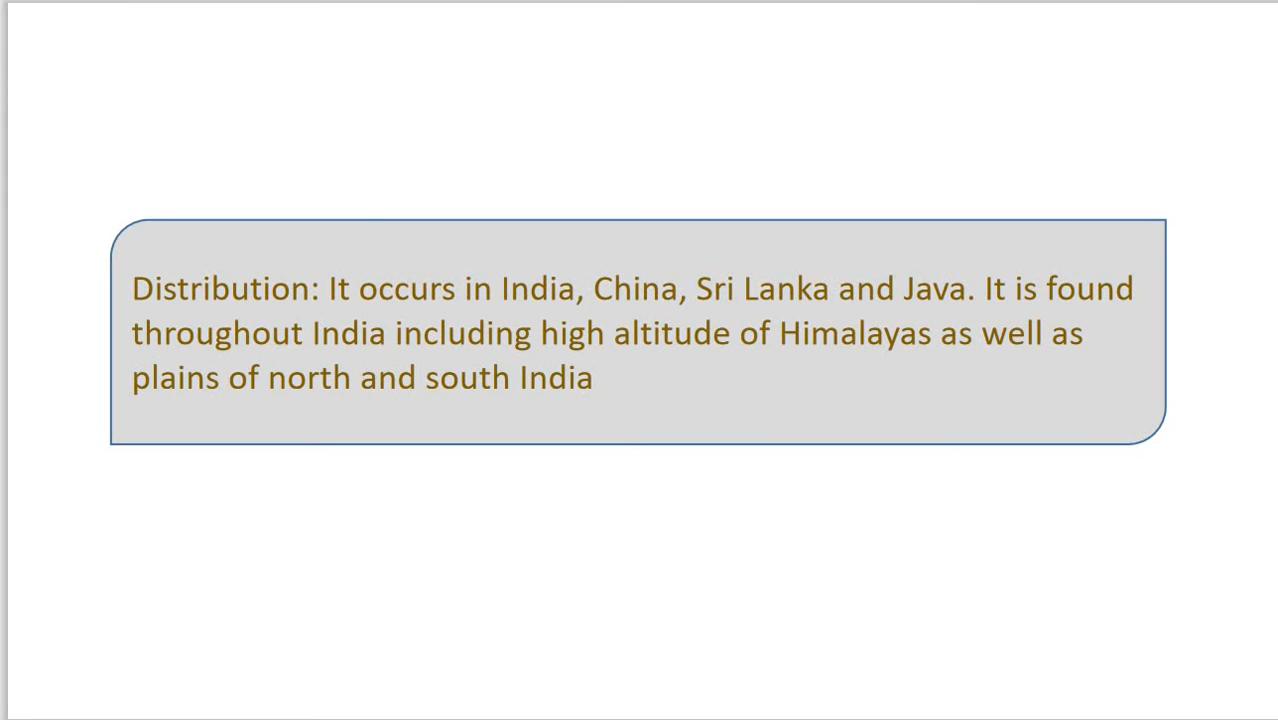 Distribution: It occurs in India, China, Sri Lanka and Java. It is found
throughout India including high altitude of Himalayas as well as
plains of north and south India